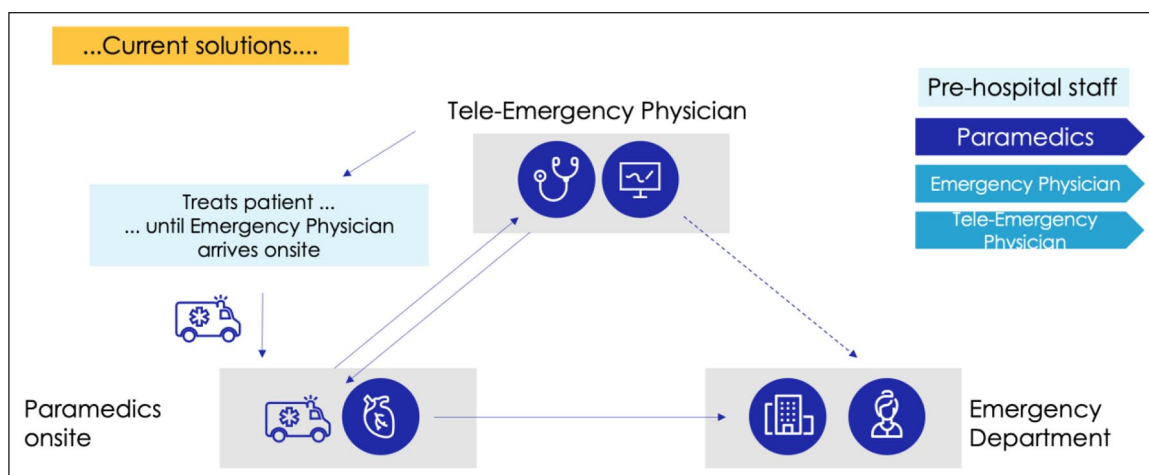 ...Current solutions....
Pre-hospital staff
Tele-Emergency Physician
Paramedics
Emergency Physician
Treats patient ...
... until Emergency Physician
arrives onsite
Tele-Emergency
Physician
Paramedics
onsite
Emergency
Department